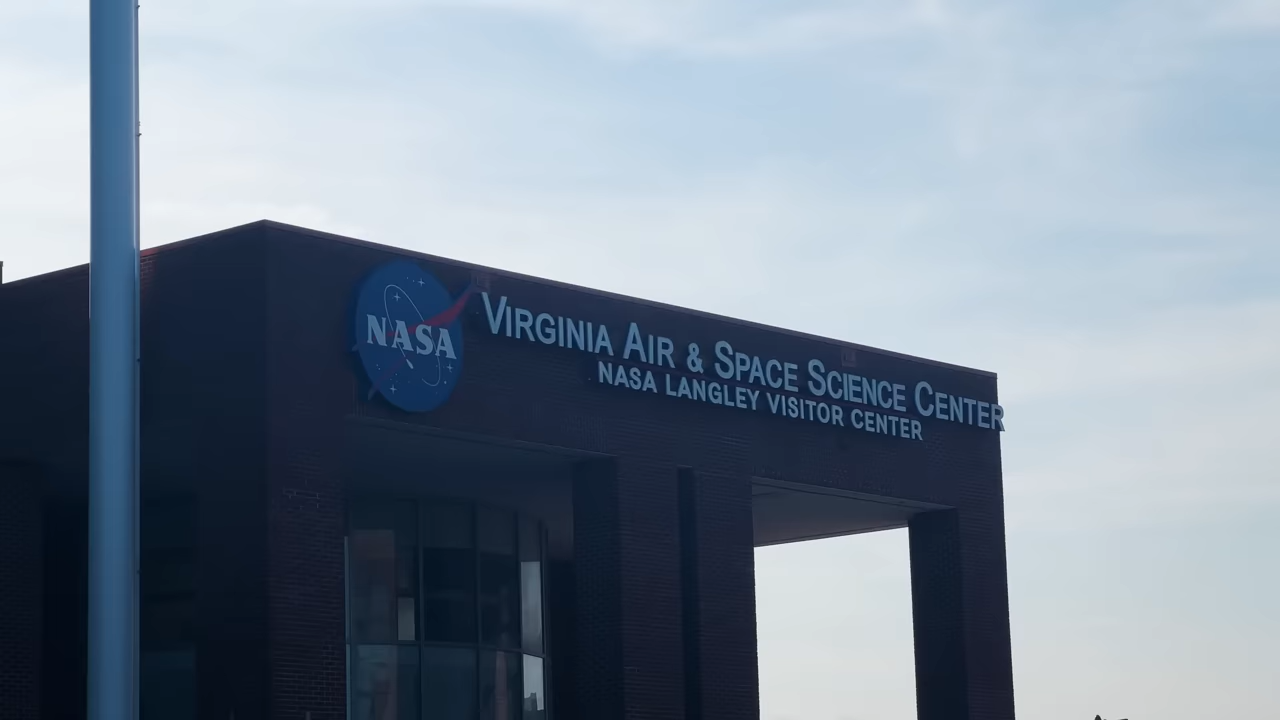 NASA
VIRGINIA AIR & SPACE SCIENCE CENTER
NASA LANGLEY VISITOR CENTER